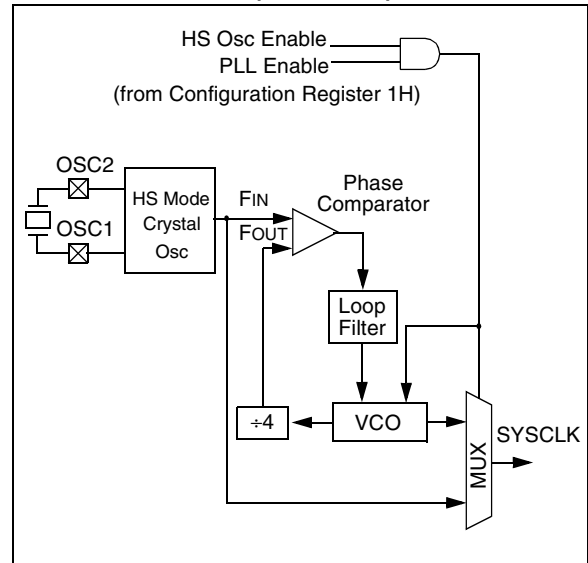 HS Osc Enable
PLL Enable
(from Configuration Register 1H)
OSC2
OSC1
HS Mode
Crystal
Osc
FIN
FOUT
Phase
Comparator
Loop
Filter
÷4
VCO
MUX
SYSCLK